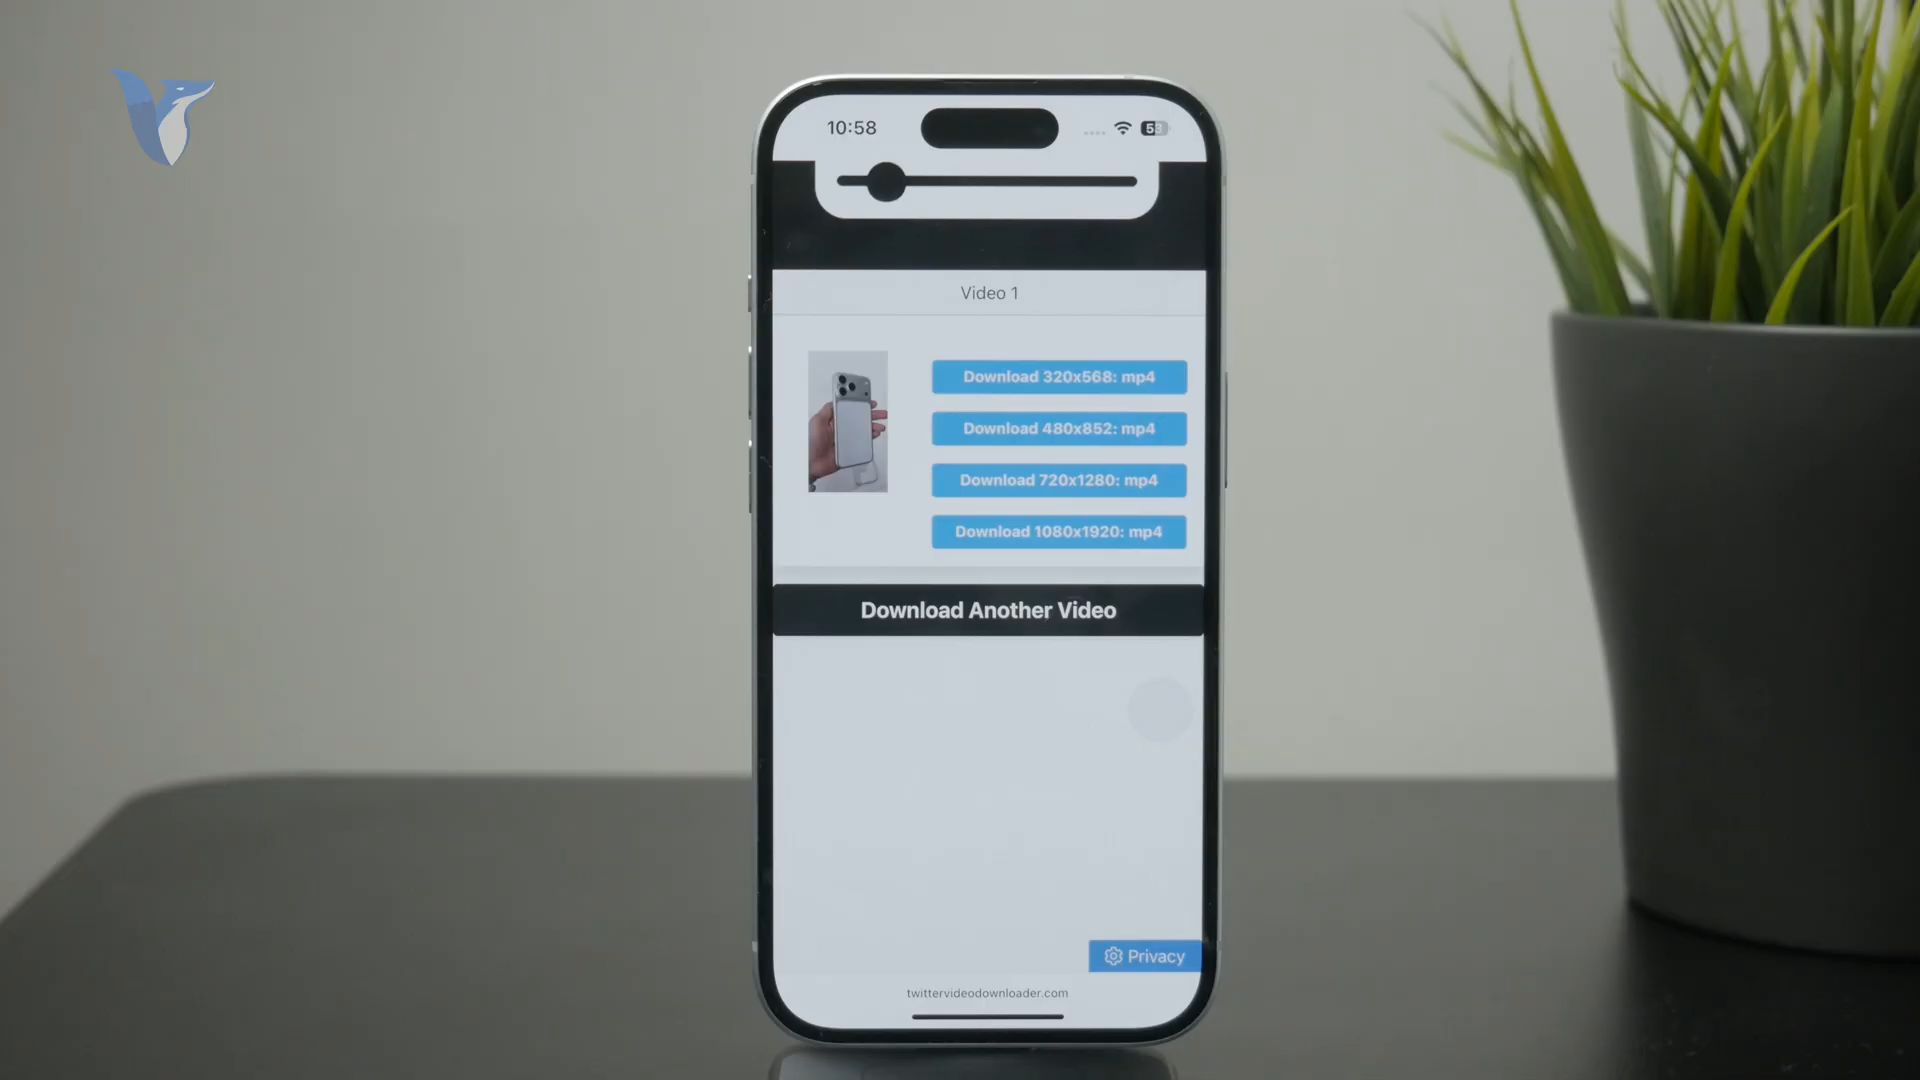 10:58
53
Video 1
Download 320x568: mp4
Download 480x852: mp4
Download 720x1280: mp4
Download 1080x1920: mp4
Download Another Video
Privacy
twittervideodownloader.com